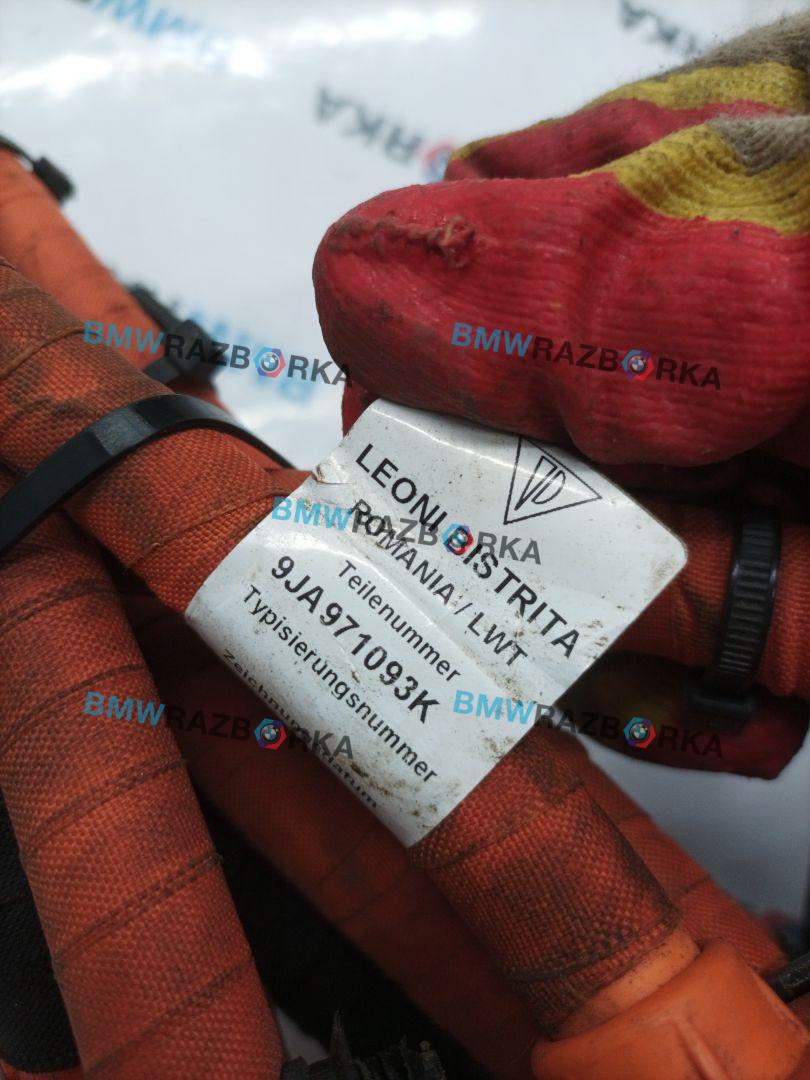 BMWRAZBORKA
BMWRAZBORKA
BMWRAZBORKA
LEONI BISTRITA
ROMANIA / LWT
Teilenummer
9JA971093K
Typisierungsnummer
BMWRAZBORKA
BMWRAZBORKA